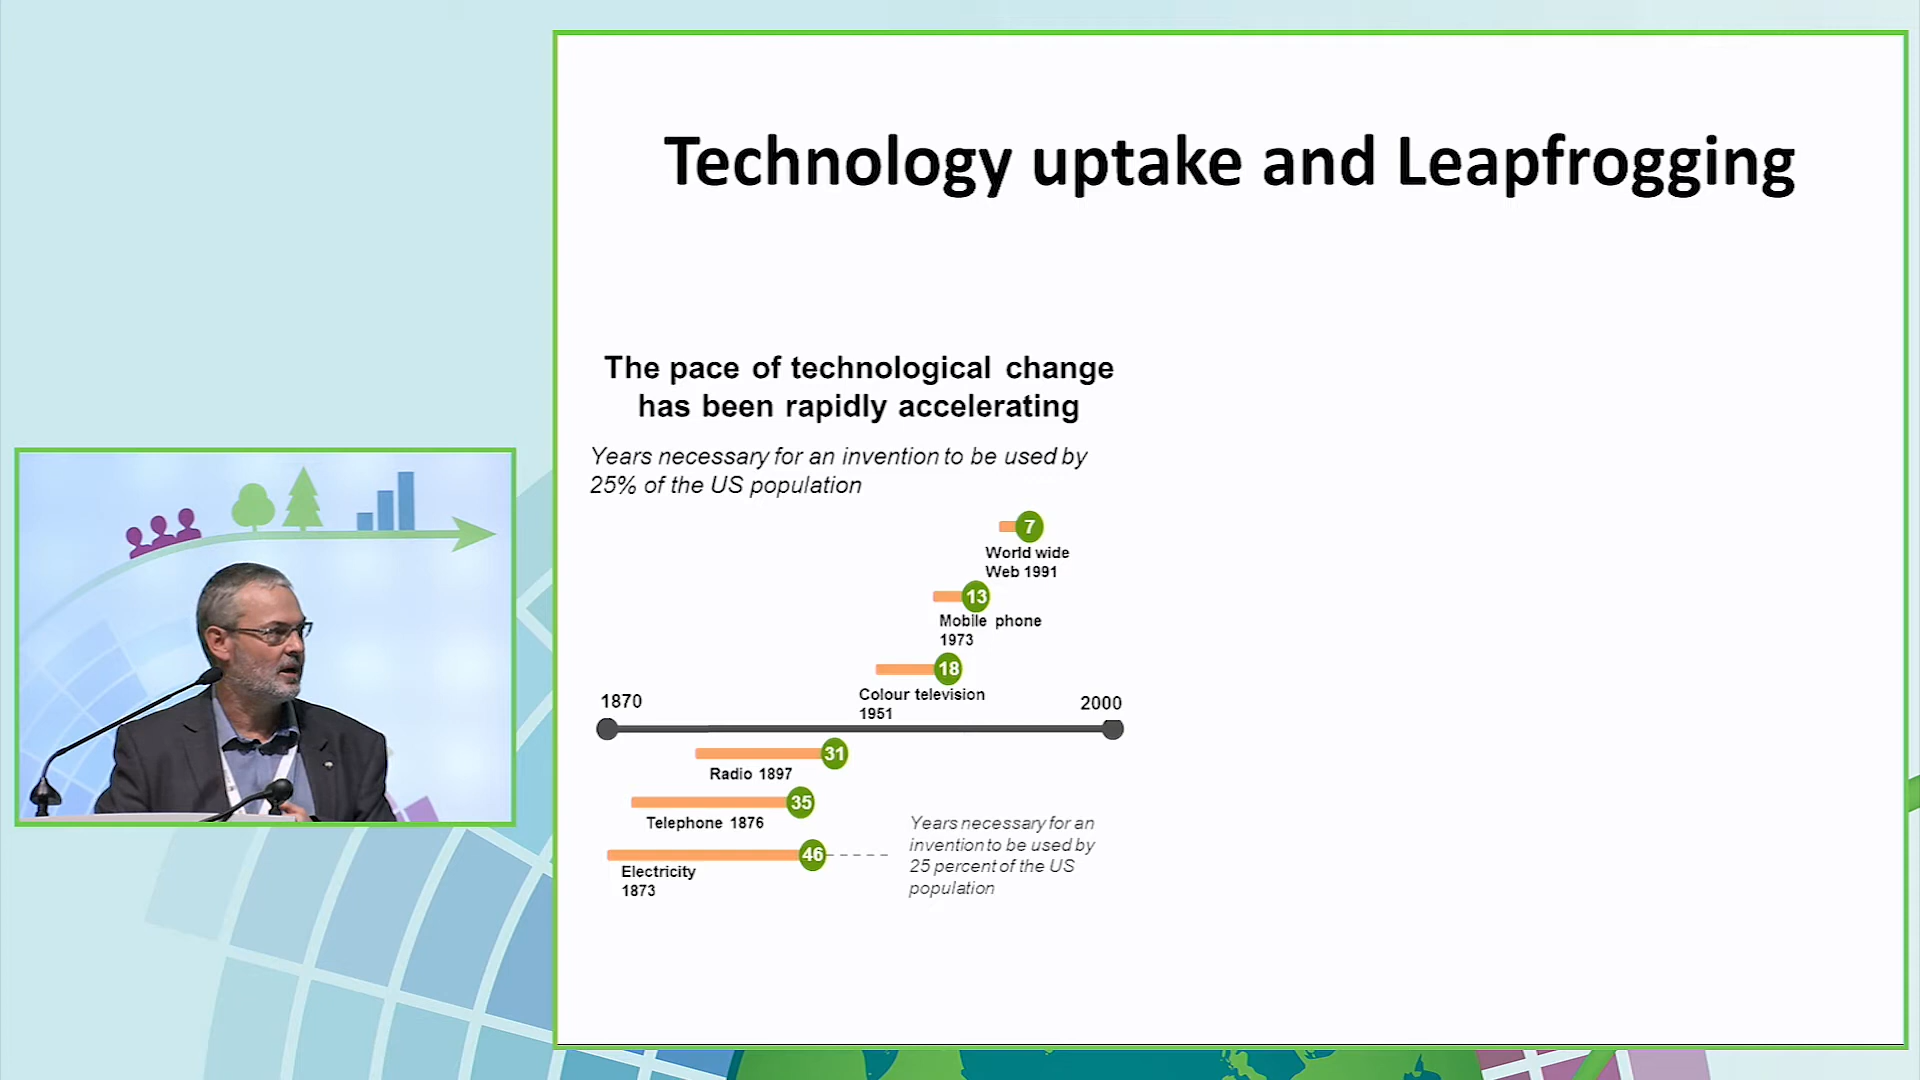 Technology uptake and Leapfrogging
The pace of technological change
has been rapidly accelerating
Years necessary for an invention to be used by
25% of the US population
7
World wide
Web 1991
13
Mobile phone
1973
18
Colour television
1951
1870
2000
31
Radio 1897
35
Telephone 1876
46
Electricity
1873
Years necessary for an
invention to be used by
25 percent of the US
population